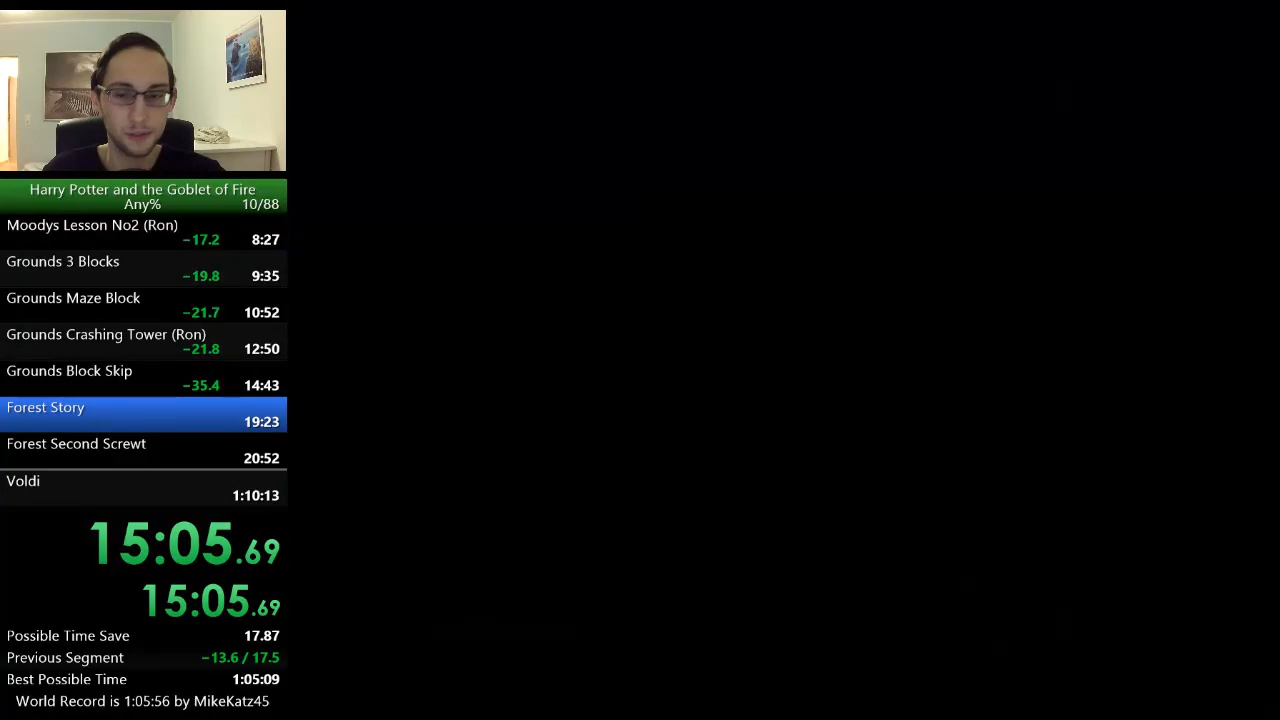 Harry Potter and the Goblet of Fire
Any% 10/88
Moodys Lesson No2 (Ron)
−17.2 8:27
Grounds 3 Blocks
−19.8 9:35
Grounds Maze Block
−21.7 10:52
Grounds Crashing Tower (Ron)
−21.8 12:50
Grounds Block Skip
−35.4 14:43
Forest Story
19:23
Forest Second Screwt
20:52
Voldi
1:10:13
15:05.69
15:05.69
Possible Time Save 17.87
Previous Segment −13.6 / 17.5
Best Possible Time 1:05:09
World Record is 1:05:56 by MikeKatz45